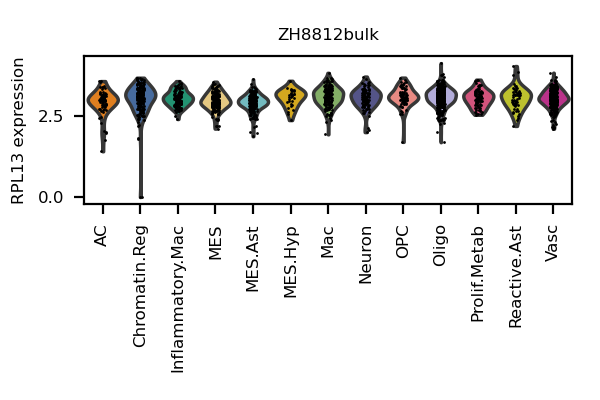 ZH8812bulk
RPL13 expression
2.5
0.0
AC
Chromatin.Reg
Inflammatory.Mac
MES
MES.Ast
MES.Hyp
Mac
Neuron
OPC
Oligo
Prolif.Metab
Reactive.Ast
Vasc